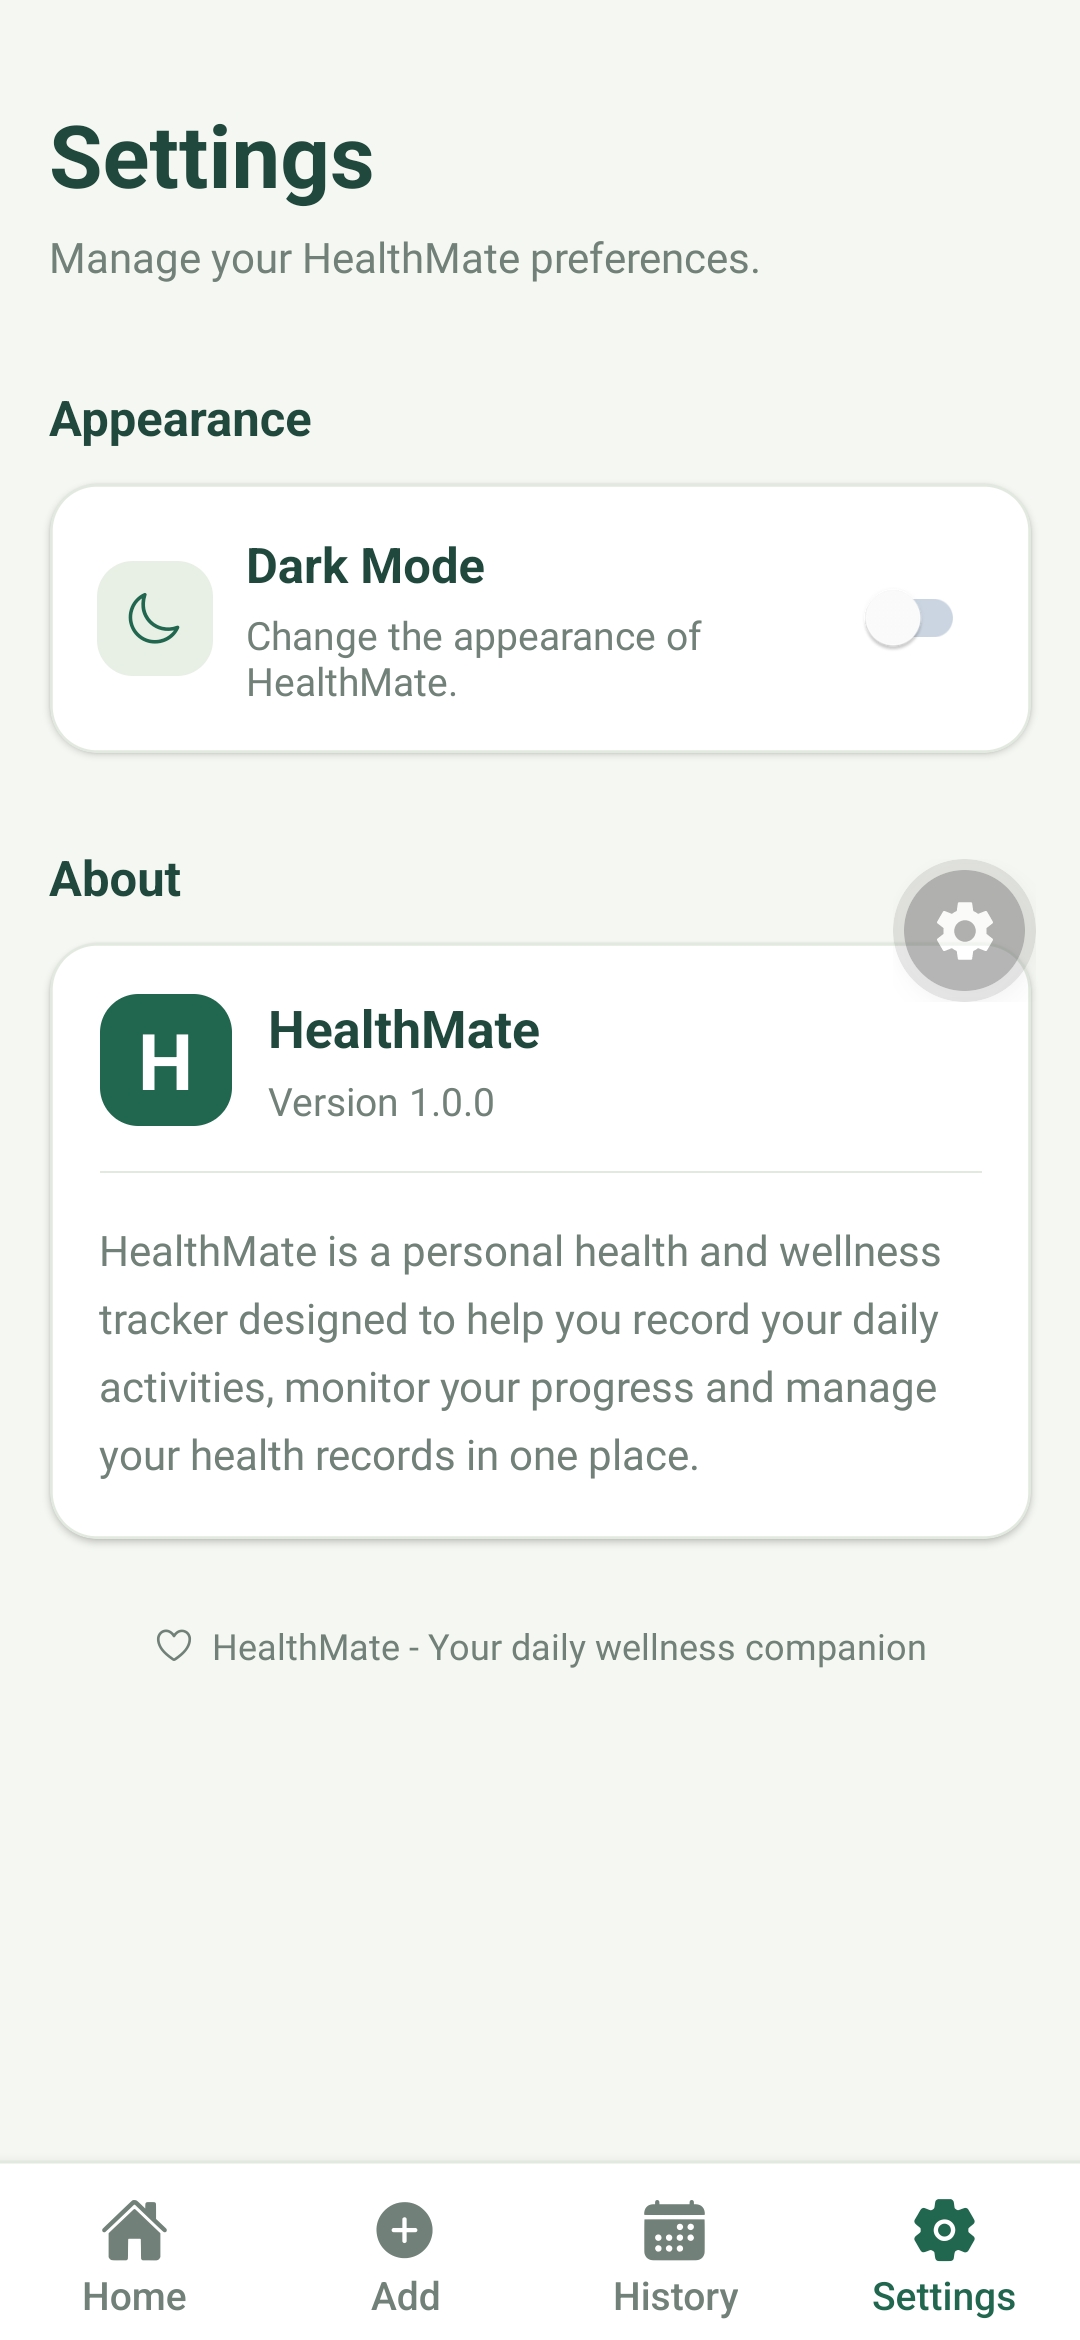 Settings
Manage your HealthMate preferences.
Appearance
Dark Mode
Change the appearance of
HealthMate.
About
H
HealthMate
Version 1.0.0
HealthMate is a personal health and wellness
tracker designed to help you record your daily
activities, monitor your progress and manage
your health records in one place.
HealthMate - Your daily wellness companion
Home
Add
History
Settings